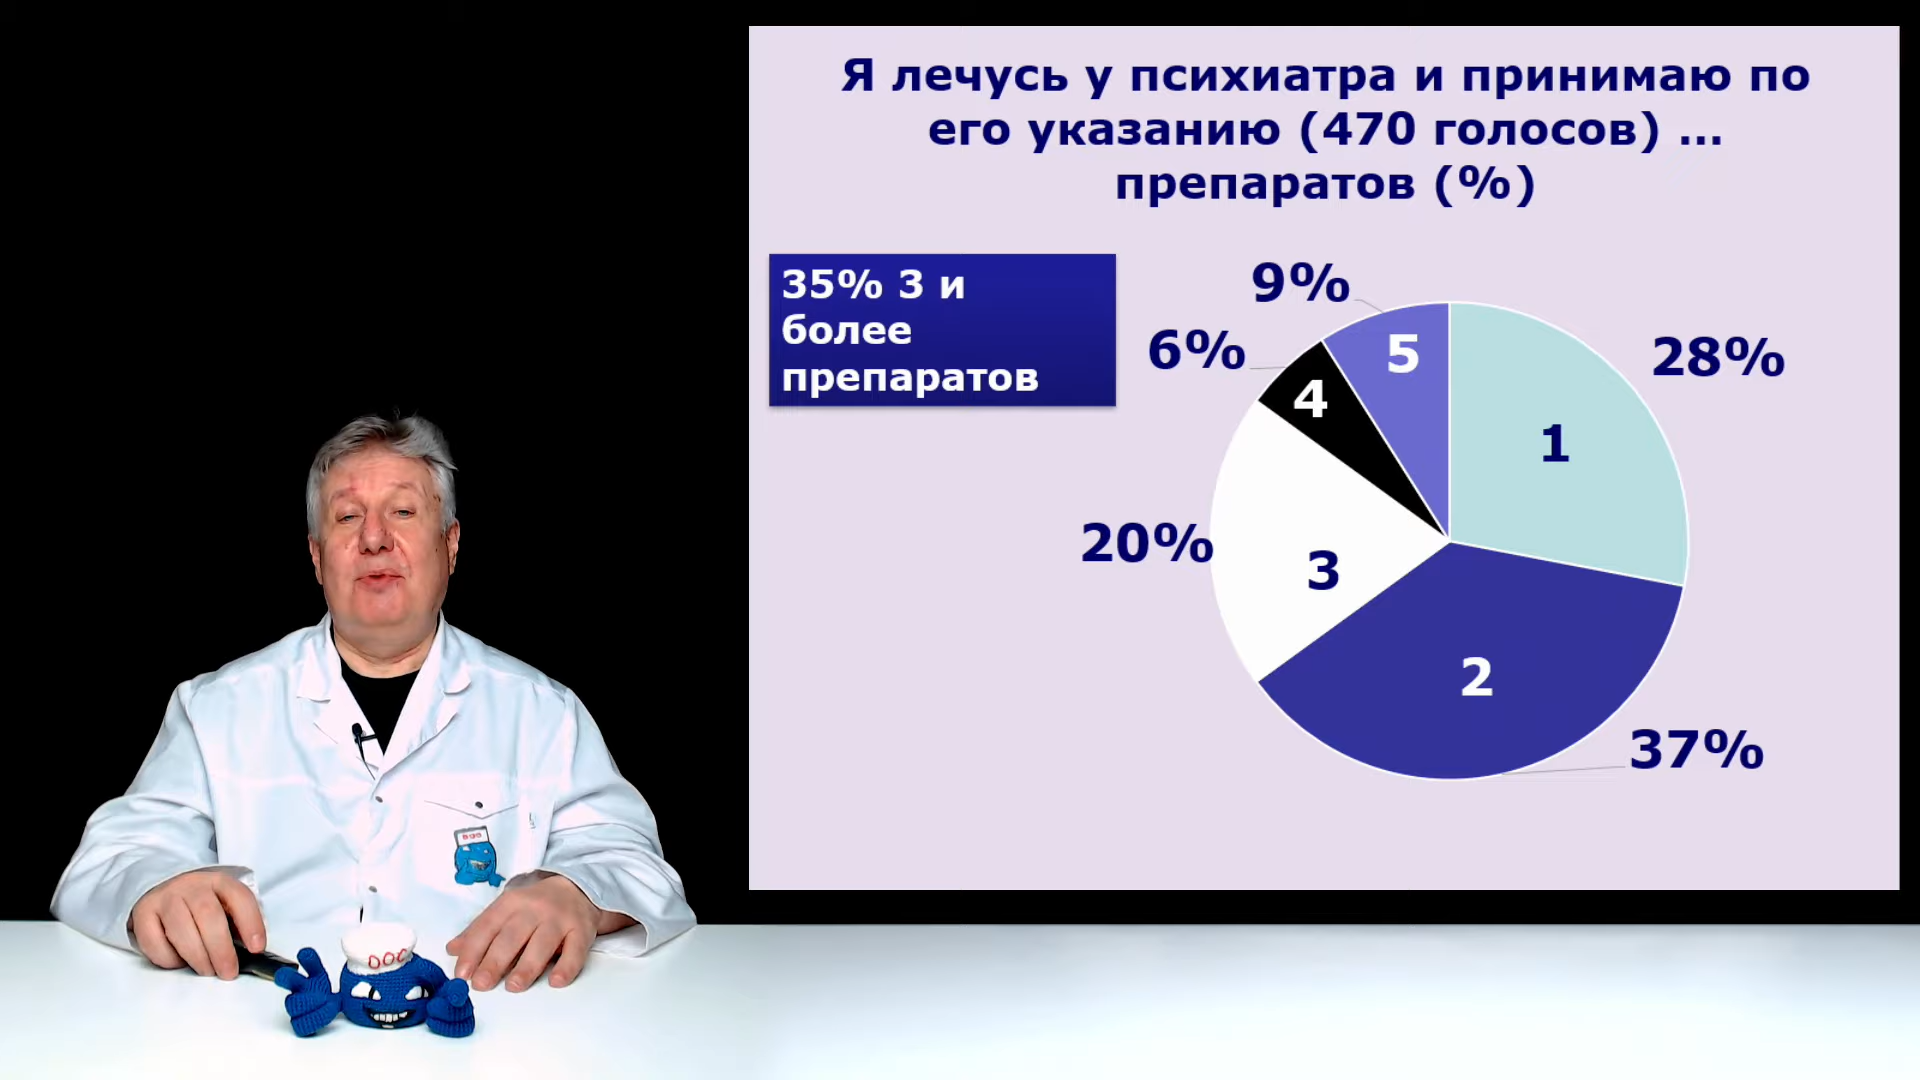 Я лечусь у психиатра и принимаю по
его указанию (470 голосов) ...
препаратов (%)
35% 3 и
более
препаратов
9%
6%
28%
20%
37%
5
4
1
3
2
DOC